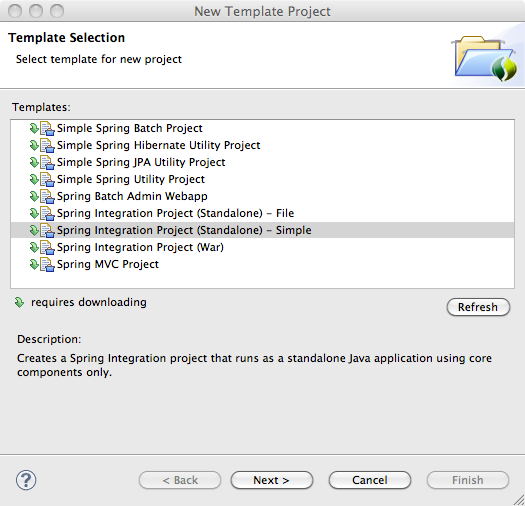 New Template Project
Template Selection
Select template for new project
Templates:
Simple Spring Batch Project
Simple Spring Hibernate Utility Project
Simple Spring JPA Utility Project
Simple Spring Utility Project
Spring Batch Admin Webapp
Spring Integration Project (Standalone) – File
Spring Integration Project (Standalone) – Simple
Spring Integration Project (War)
Spring MVC Project
requires downloading
Refresh
Description:
Creates a Spring Integration project that runs as a standalone Java application using core
components only.
?
< Back
Next >
Cancel
Finish